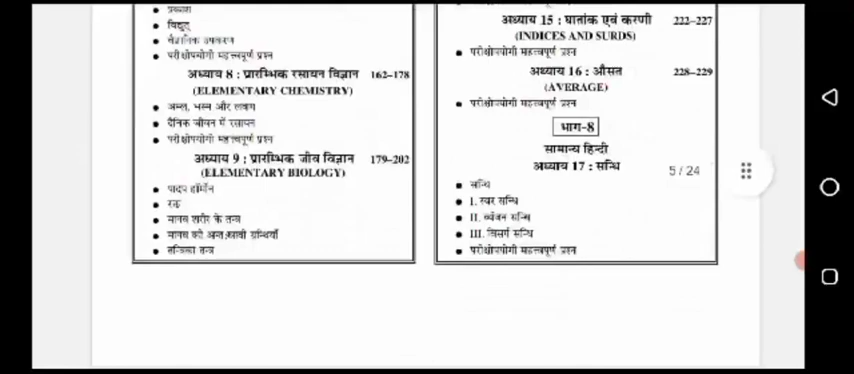 प्रकाश
विद्युत्
वैज्ञानिक उपकरण
परीक्षोपयोगी महत्त्वपूर्ण प्रश्न
अध्याय 8 : प्रारम्भिक रसायन विज्ञान 162–178
(ELEMENTARY CHEMISTRY)
अम्ल, भस्म और लवण
दैनिक जीवन में रसायन
परीक्षोपयोगी महत्त्वपूर्ण प्रश्न
अध्याय 9 : प्रारम्भिक जीव विज्ञान 179–202
(ELEMENTARY BIOLOGY)
पादप हॉर्मोन
रक्त
मानव शरीर के तन्त्र
मानव की अन्तःस्रावी ग्रन्थियाँ
तन्त्रिका तन्त्र
अध्याय 15 : घातांक एवं करणी 222–227
(INDICES AND SURDS)
परीक्षोपयोगी महत्त्वपूर्ण प्रश्न
अध्याय 16 : औसत 228–229
(AVERAGE)
परीक्षोपयोगी महत्त्वपूर्ण प्रश्न
भाग-8
सामान्य हिन्दी
अध्याय 17 : सन्धि
सन्धि
I. स्वर सन्धि
II. व्यंजन सन्धि
III. विसर्ग सन्धि
परीक्षोपयोगी महत्त्वपूर्ण प्रश्न
5 / 24